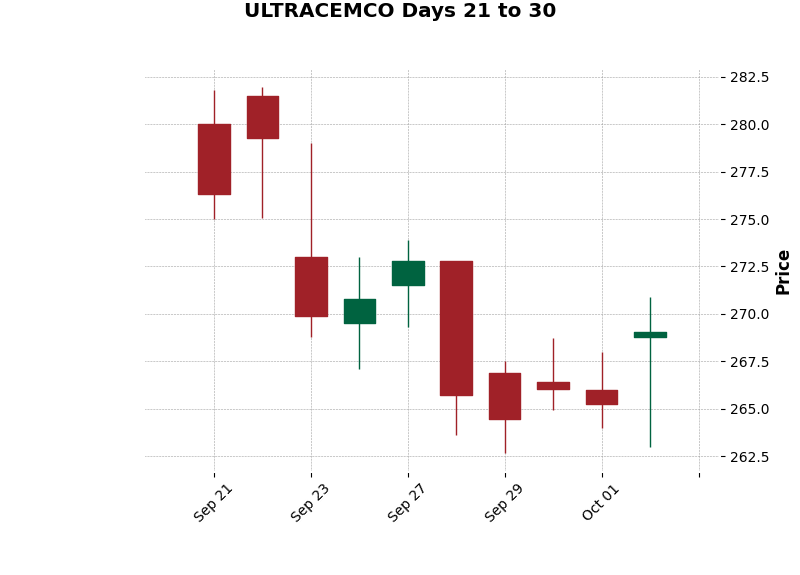 ULTRACEMCO Days 21 to 30
282.5
280.0
277.5
275.0
272.5
270.0
267.5
265.0
262.5
Price
Sep 21
Sep 23
Sep 27
Sep 29
Oct 01